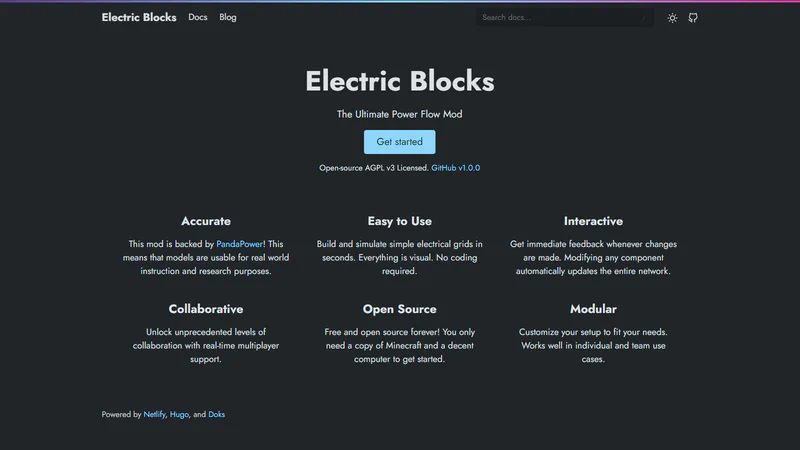 Electric Blocks Docs Blog Search docs... /
Electric Blocks
The Ultimate Power Flow Mod
Get started
Open-source AGPL v3 Licensed. GitHub v1.0.0
Accurate
This mod is backed by PandaPower! This
means that models are usable for real world
instruction and research purposes.
Easy to Use
Build and simulate simple electrical grids in
seconds. Everything is visual. No coding
required.
Interactive
Get immediate feedback whenever changes
are made. Modifying any component
automatically updates the entire network.
Collaborative
Unlock unprecedented levels of
collaboration with real-time multiplayer
support.
Open Source
Free and open source forever! You only
need a copy of Minecraft and a decent
computer to get started.
Modular
Customize your setup to fit your needs.
Works well in individual and team use
cases.
Powered by Netlify, Hugo, and Doks